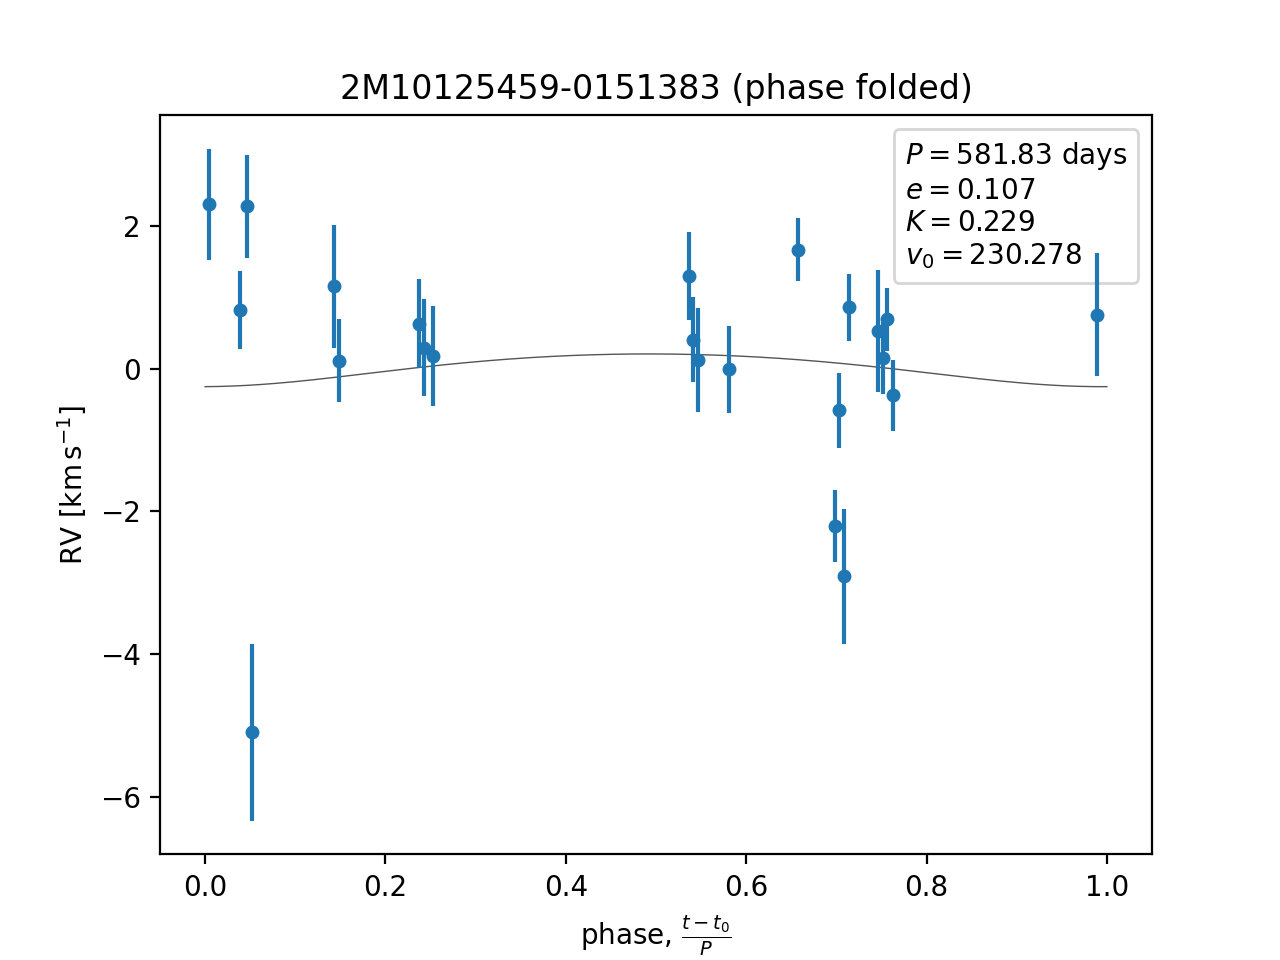 2M10125459-0151383 (phase folded)
P = 581.83 days
e = 0.107
K = 0.229
v₀ = 230.278
RV [km s⁻¹]
2
0
−2
−4
−6
0.0 0.2 0.4 0.6 0.8 1.0
phase, (t − t₀)/P